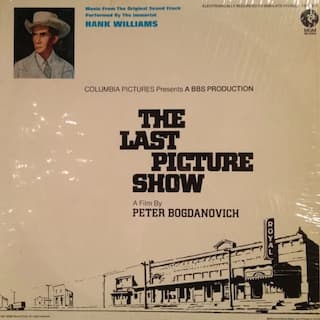 Music From The Original Sound Track
Performed By The Immortal
HANK WILLIAMS
MGM
COLUMBIA PICTURES Presents A BBS PRODUCTION
THE
LAST
PICTURE
SHOW
A Film By
PETER BOGDANOVICH
ROYAL